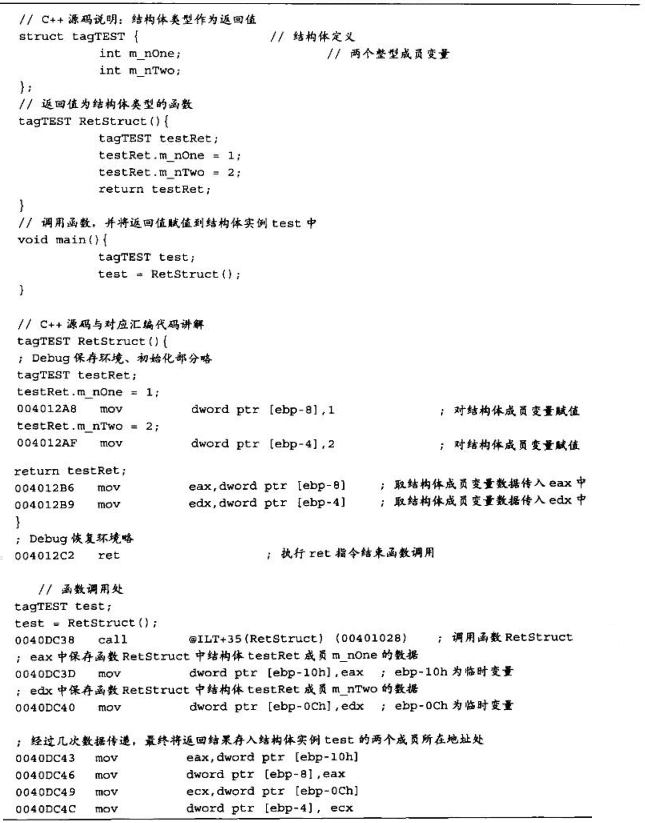 // C++ 源码说明：结构体类型作为返回值
struct tagTEST { // 结构体定义
int m_nOne; // 两个整型成员变量
int m_nTwo;
};
// 返回值为结构体类型的函数
tagTEST RetStruct(){
tagTEST testRet;
testRet.m_nOne = 1;
testRet.m_nTwo = 2;
return testRet;
}
// 调用函数，并将返回值赋值到结构体实例 test 中
void main(){
tagTEST test;
test = RetStruct();
}
// C++ 源码与对应汇编代码讲解
tagTEST RetStruct(){
; Debug 保存环境、初始化部分略
tagTEST testRet;
testRet.m_nOne = 1;
004012A8 mov dword ptr [ebp-8],1 ; 对结构体成员变量赋值
testRet.m_nTwo = 2;
004012AF mov dword ptr [ebp-4],2 ; 对结构体成员变量赋值
return testRet;
004012B6 mov eax,dword ptr [ebp-8] ; 取结构体成员变量数据传入 eax 中
004012B9 mov edx,dword ptr [ebp-4] ; 取结构体成员变量数据传入 edx 中
}
; Debug 恢复环境略
004012C2 ret ; 执行 ret 指令结束函数调用
// 函数调用处
tagTEST test;
test = RetStruct();
0040DC38 call @ILT+35(RetStruct) (00401028) ; 调用函数 RetStruct
; eax 中保存函数 RetStruct 中结构体 testRet 成员 m_nOne 的数据
0040DC3D mov dword ptr [ebp-10h],eax ; ebp-10h 为临时变量
; edx 中保存函数 RetStruct 中结构体 testRet 成员 m_nTwo 的数据
0040DC40 mov dword ptr [ebp-0Ch],edx ; ebp-0Ch 为临时变量
; 经过几次数据传递，最终将返回结果存入结构体实例 test 的两个成员所在地址处
0040DC43 mov eax,dword ptr [ebp-10h]
0040DC46 mov dword ptr [ebp-8],eax
0040DC49 mov ecx,dword ptr [ebp-0Ch]
0040DC4C mov dword ptr [ebp-4], ecx